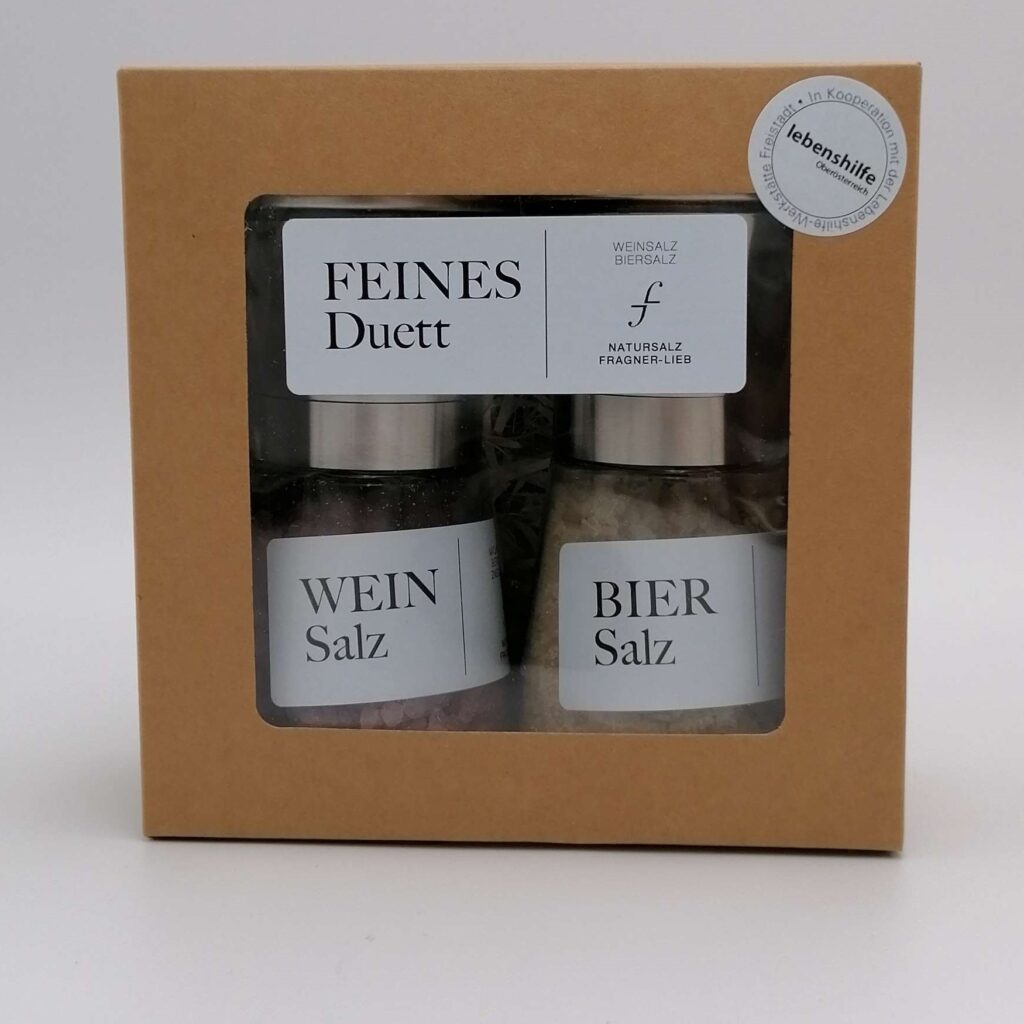 In Kooperation mit der Lebenshilfe-Werkstätte Freistadt •
lebenshilfe
Oberösterreich
FEINES
Duett
WEINSALZ
BIERSALZ
f
NATURSALZ
FRAGNER-LIEB
WEIN
Salz
BIER
Salz